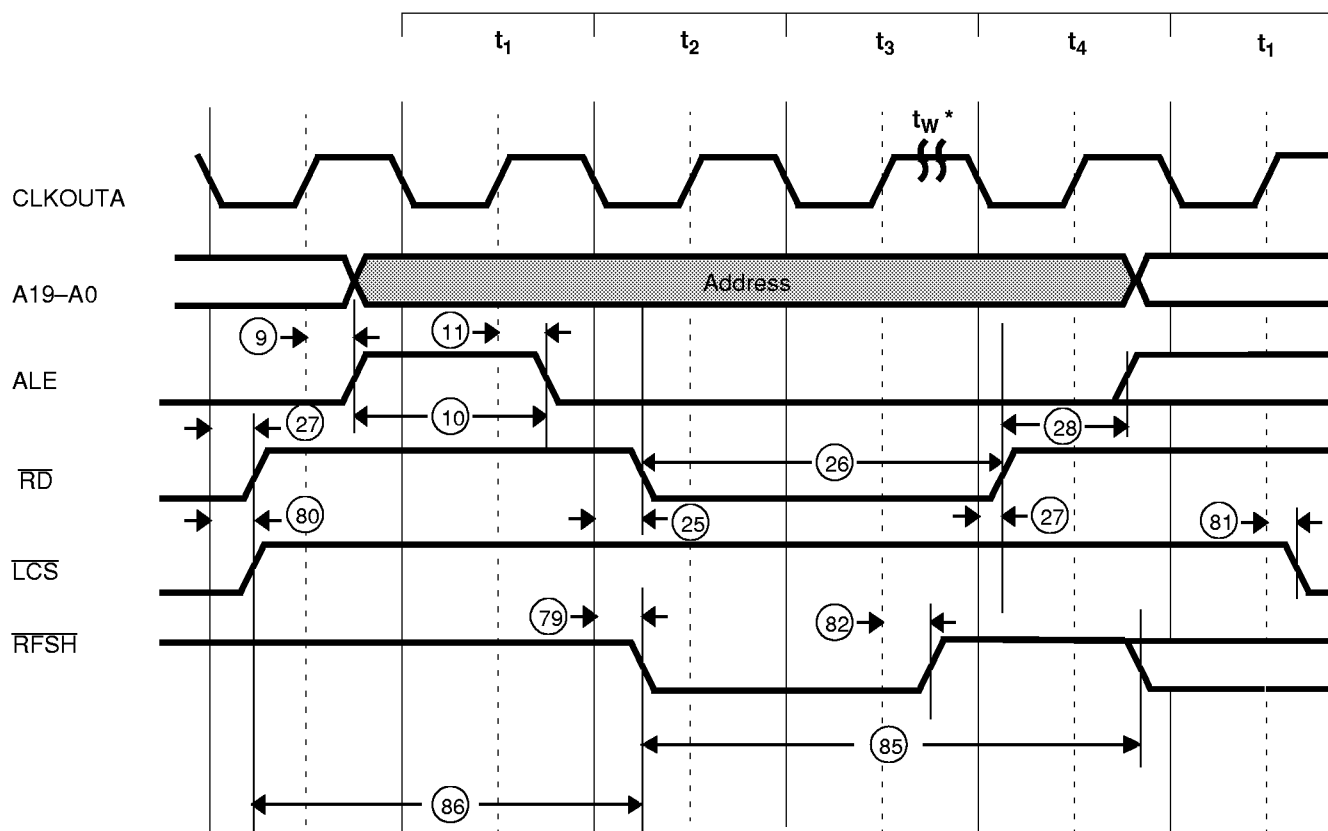 t1 t2 t3 t4 t1
tW *
CLKOUTA
A19–A0
Address
9
11
ALE
10
27
28
RD
26
80
25
27
81
LCS
79
82
RFSH
85
86